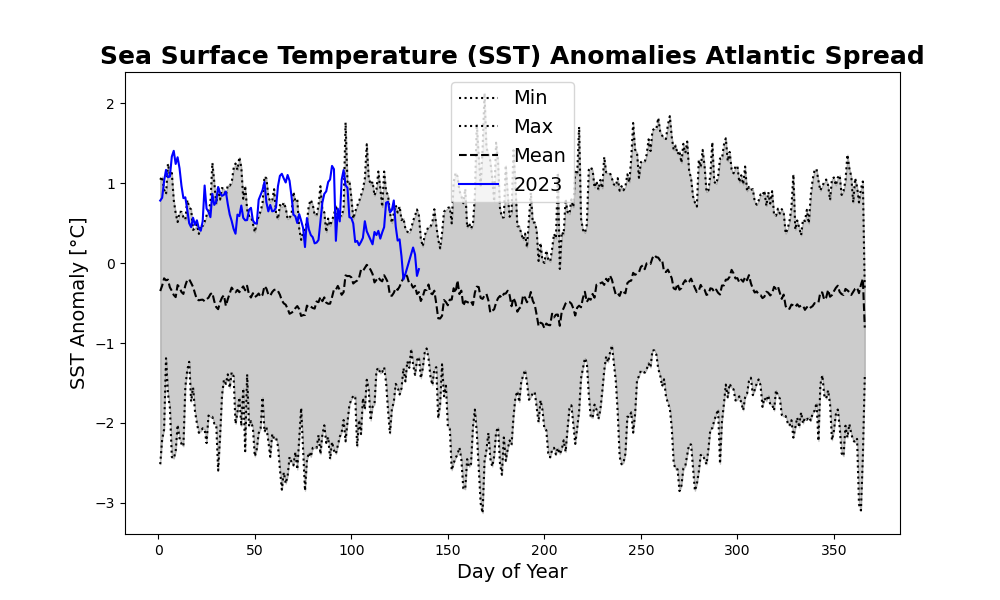 Sea Surface Temperature (SST) Anomalies Atlantic Spread
Min
Max
Mean
2023
SST Anomaly [°C]
2
1
0
−1
−2
−3
0 50 100 150 200 250 300 350
Day of Year